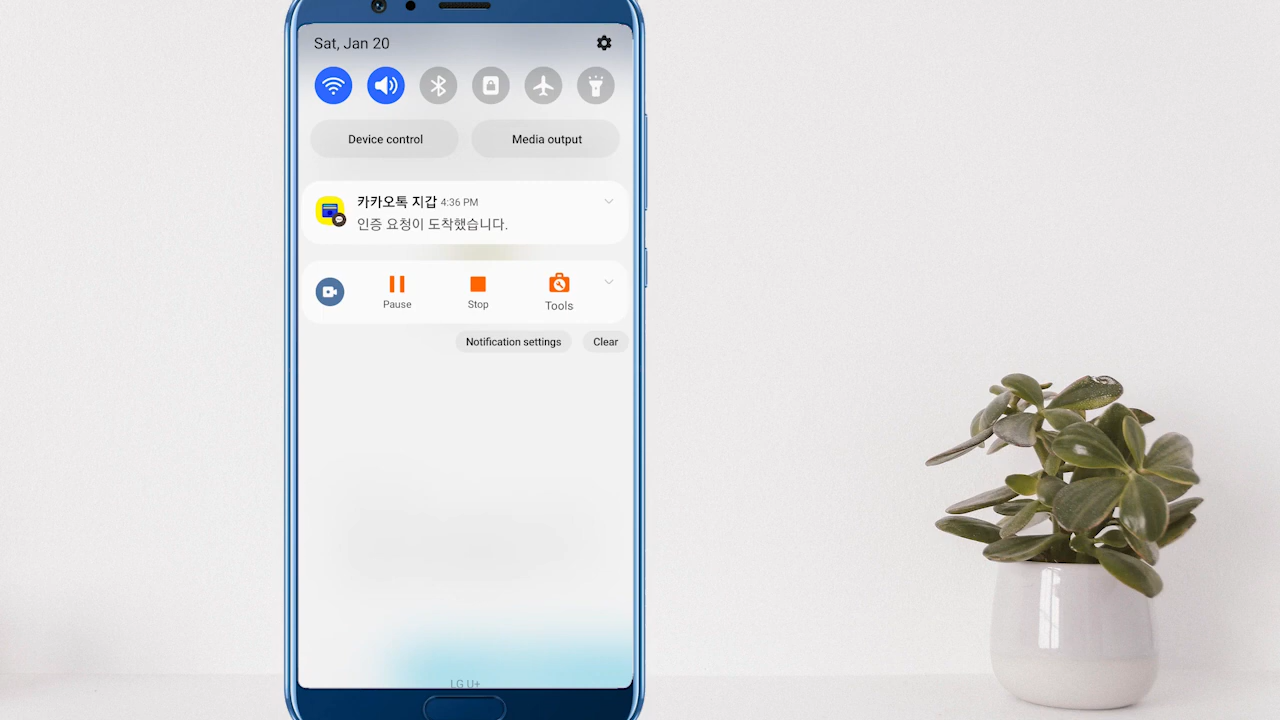 Sat, Jan 20
Device control
Media output
카카오톡 지갑 4:36 PM
인증 요청이 도착했습니다.
Pause
Stop
Tools
Notification settings
Clear
LG U+